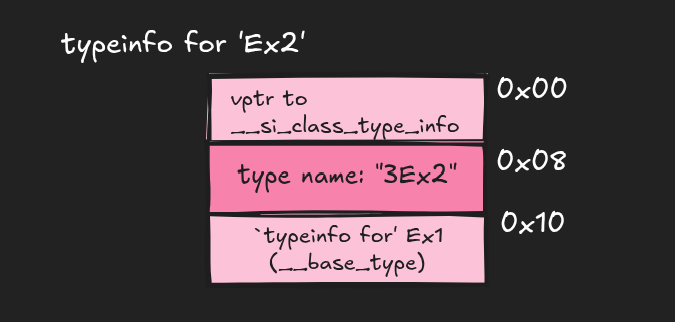 typeinfo for 'Ex2'
vptr to
__si_class_type_info
0x00
type name: "3Ex2"
0x08
`typeinfo for' Ex1
(__base_type)
0x10